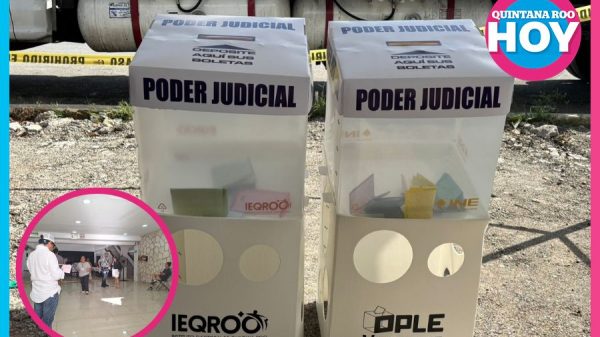 QUINTANA ROO
HOY
PODER JUDICIAL
DEPOSITE
AQUÍ SUS
BOLETAS
PODER JUDICIAL
IEQROO
IEQROO
PODER JUDICIAL
DEPOSITE
AQUÍ SUS
BOLETAS
PODER JUDICIAL
INE
OPLE
PROHIBIDO